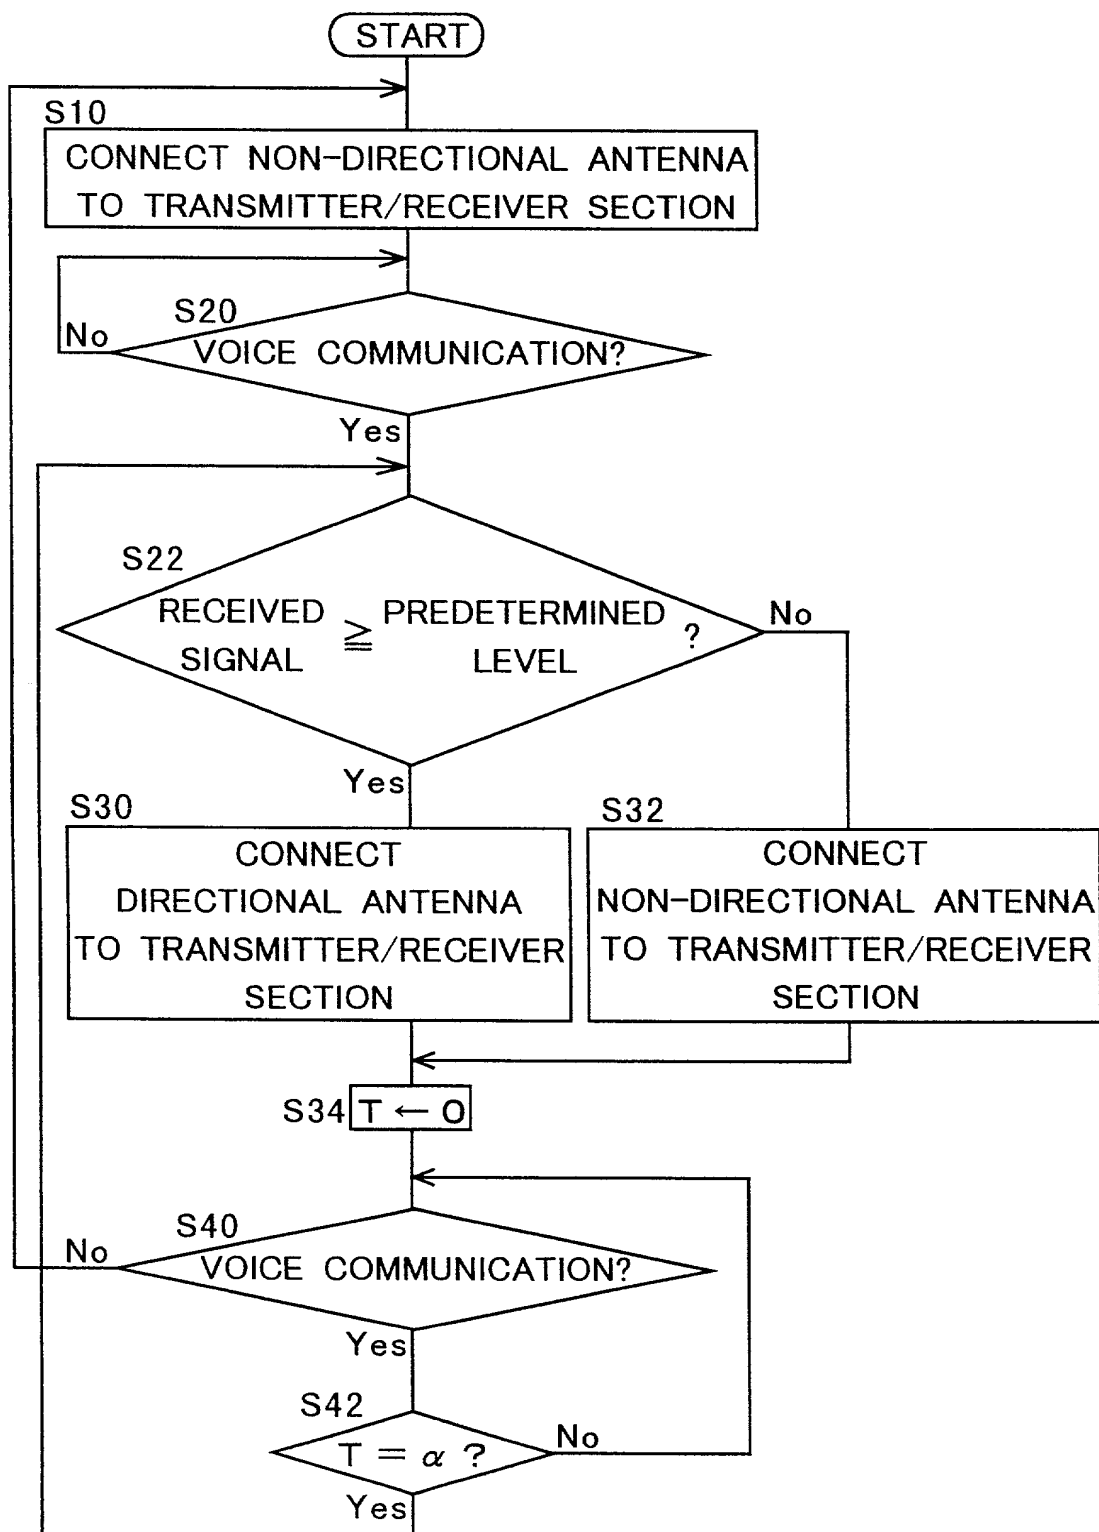 START
S10
CONNECT NON-DIRECTIONAL ANTENNA
TO TRANSMITTER/RECEIVER SECTION
S20
No
VOICE COMMUNICATION?
Yes
S22
RECEIVED SIGNAL ≧ PREDETERMINED LEVEL ?
No
Yes
S30
CONNECT
DIRECTIONAL ANTENNA
TO TRANSMITTER/RECEIVER
SECTION
S32
CONNECT
NON-DIRECTIONAL ANTENNA
TO TRANSMITTER/RECEIVER
SECTION
S34
T ← 0
S40
No
VOICE COMMUNICATION?
Yes
S42
T = α ?
No
Yes